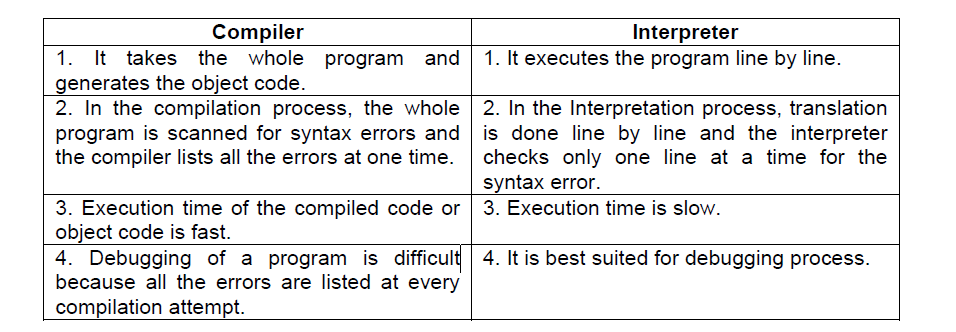 Compiler
Interpreter
1. It takes the whole program and
generates the object code.
1. It executes the program line by line.
2. In the compilation process, the whole
program is scanned for syntax errors and
the compiler lists all the errors at one time.
2. In the Interpretation process, translation
is done line by line and the interpreter
checks only one line at a time for the
syntax error.
3. Execution time of the compiled code or
object code is fast.
3. Execution time is slow.
4. Debugging of a program is difficult
because all the errors are listed at every
compilation attempt.
4. It is best suited for debugging process.